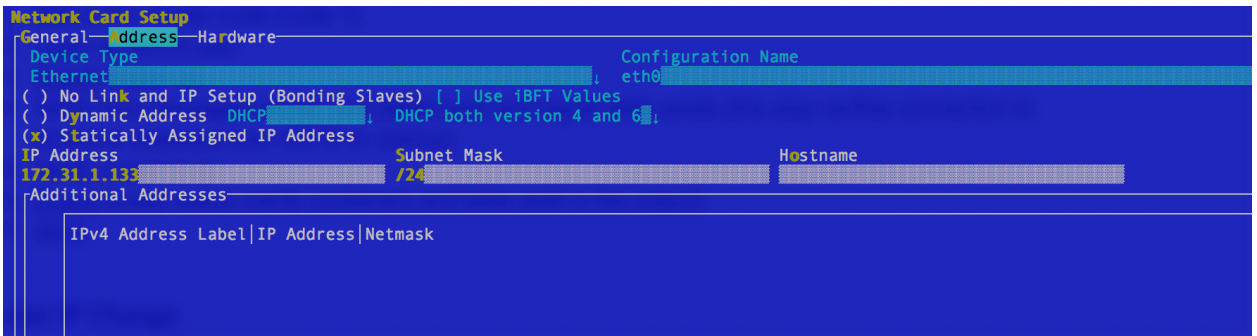 Network Card Setup
General Address Hardware
Device Type Configuration Name
Ethernet↓ eth0
( ) No Link and IP Setup (Bonding Slaves) [ ] Use iBFT Values
( ) Dynamic Address DHCP↓ DHCP both version 4 and 6↓
(x) Statically Assigned IP Address
IP Address Subnet Mask Hostname
172.31.1.133 /24
Additional Addresses
IPv4 Address Label|IP Address|Netmask